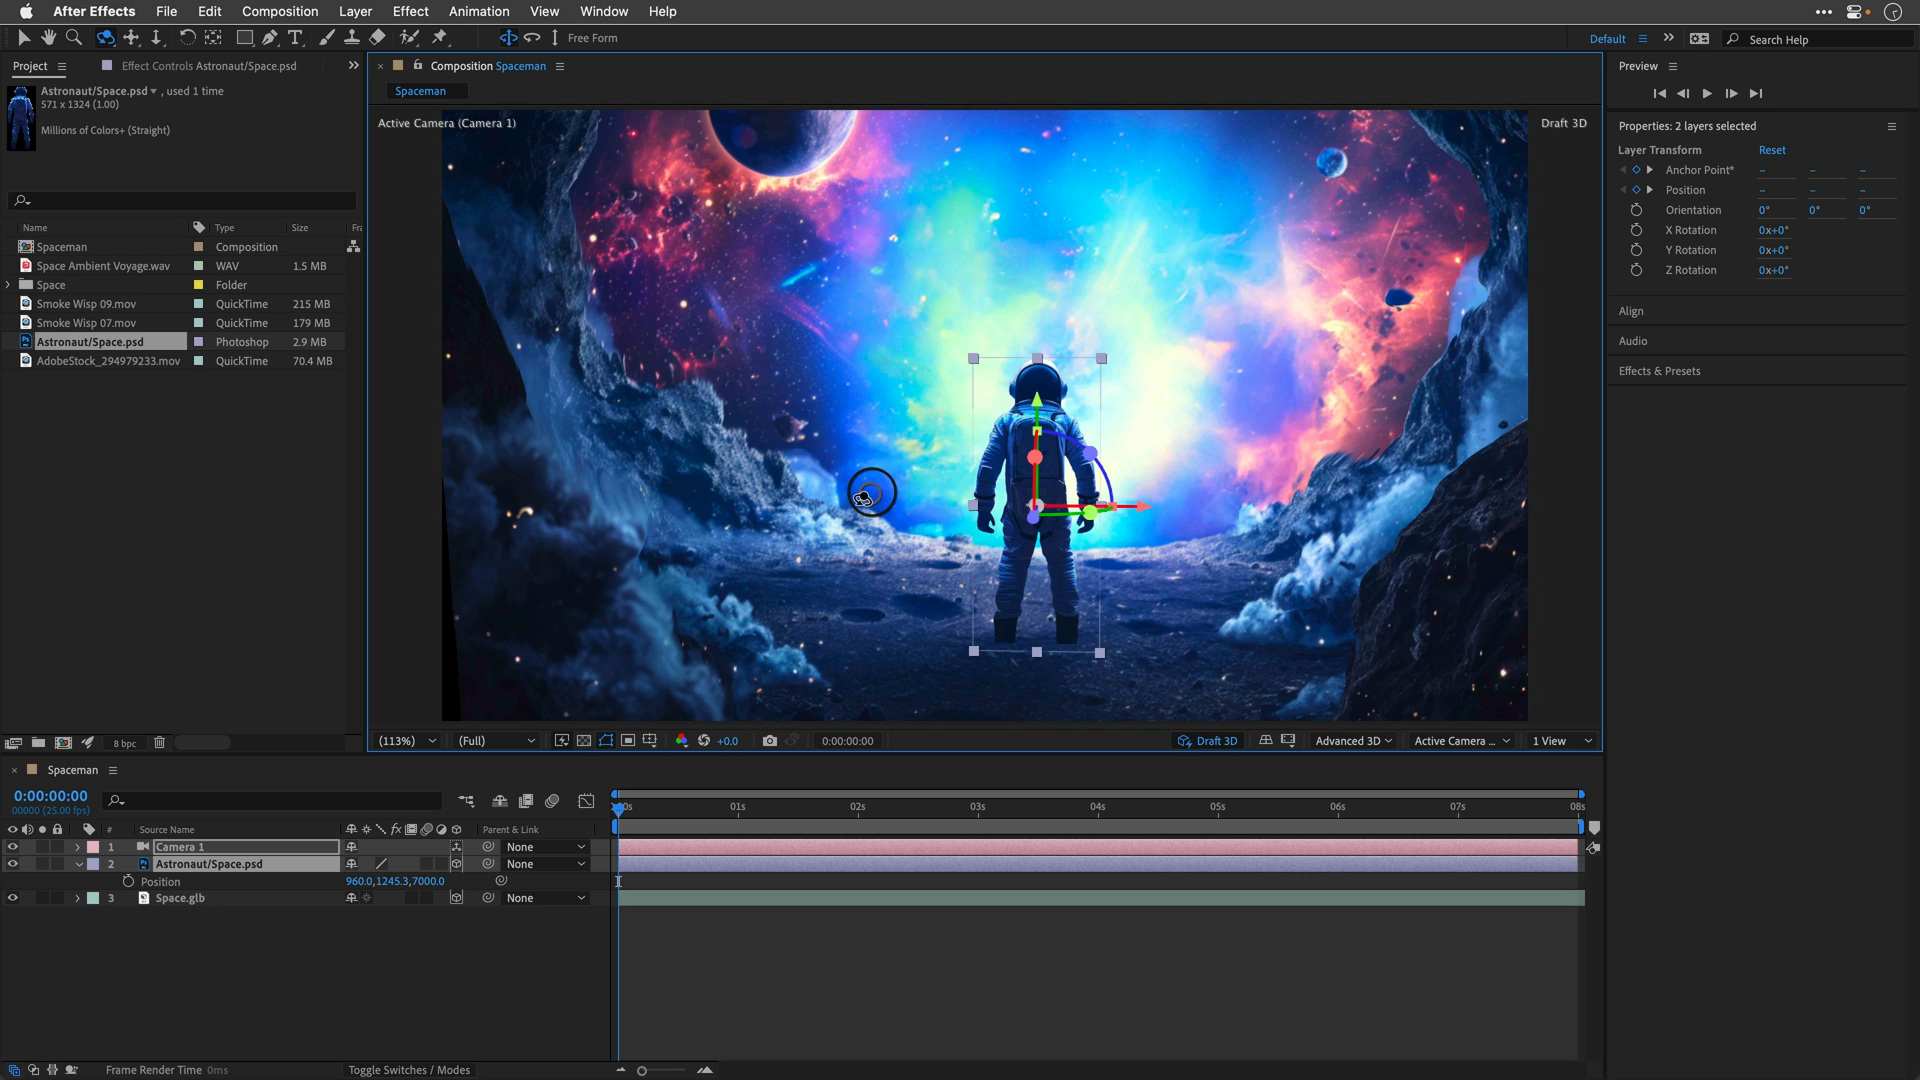 After Effects File Edit Composition Layer Effect Animation View Window Help
Free Form
Default
Search Help
Project
Effect Controls Astronaut/Space.psd
Astronaut/Space.psd , used 1 time
571 x 1324 (1.00)
Millions of Colors+ (Straight)
Name Type Size Fr
Spaceman Composition
Space Ambient Voyage.wav WAV 1.5 MB
Space Folder
Smoke Wisp 09.mov QuickTime 215 MB
Smoke Wisp 07.mov QuickTime 179 MB
Astronaut/Space.psd Photoshop 2.9 MB
AdobeStock_294979233.mov QuickTime 70.4 MB
8 bpc
Composition Spaceman
Spaceman
Active Camera (Camera 1)
Draft 3D
(113%) (Full) +0.0 0:00:00:00 Draft 3D Advanced 3D Active Camera ... 1 View
Preview
Properties: 2 layers selected
Layer Transform Reset
Anchor Point* - - -
Position - - -
Orientation 0° 0° 0°
X Rotation 0x+0°
Y Rotation 0x+0°
Z Rotation 0x+0°
Align
Audio
Effects & Presets
Spaceman
0:00:00:00
00000 (25.00 fps)
0s 01s 02s 03s 04s 05s 06s 07s 08s
# Source Name fx Parent & Link
1 Camera 1 None
2 Ps Astronaut/Space.psd None
Position 960.0,1245.3,7000.0
3 Space.glb None
Frame Render Time 0ms
Toggle Switches / Modes